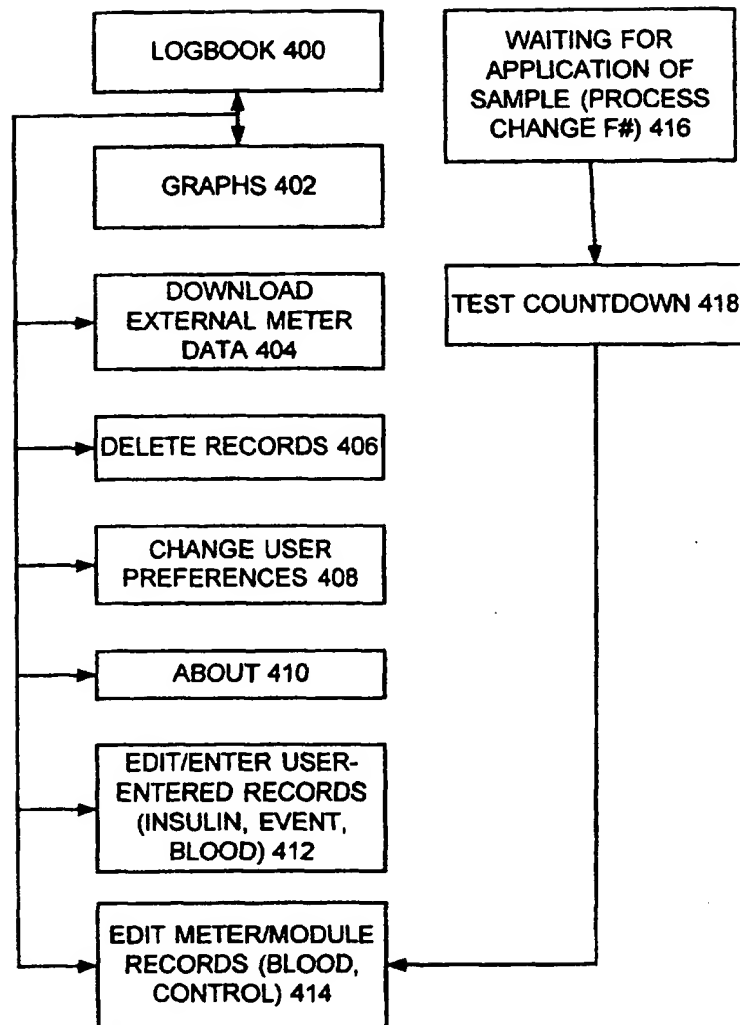 LOGBOOK 400
GRAPHS 402
DOWNLOAD
EXTERNAL METER
DATA 404
DELETE RECORDS 406
CHANGE USER
PREFERENCES 408
ABOUT 410
EDIT/ENTER USER-
ENTERED RECORDS
(INSULIN, EVENT,
BLOOD) 412
EDIT METER/MODULE
RECORDS (BLOOD,
CONTROL) 414
WAITING FOR
APPLICATION OF
SAMPLE (PROCESS
CHANGE F#) 416
TEST COUNTDOWN 418